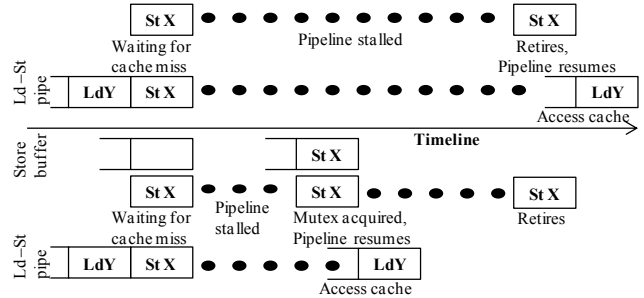 St X
St X
Waiting for
cache miss
Pipeline stalled
Retires,
Pipeline resumes
Ld –St
pipe
LdY
St X
LdY
Access cache
Timeline
Store
buffer
St X
St X
St X
St X
Waiting for
cache miss
Pipeline
stalled
Mutex acquired,
Pipeline resumes
Retires
Ld –St
pipe
LdY
St X
LdY
Access cache